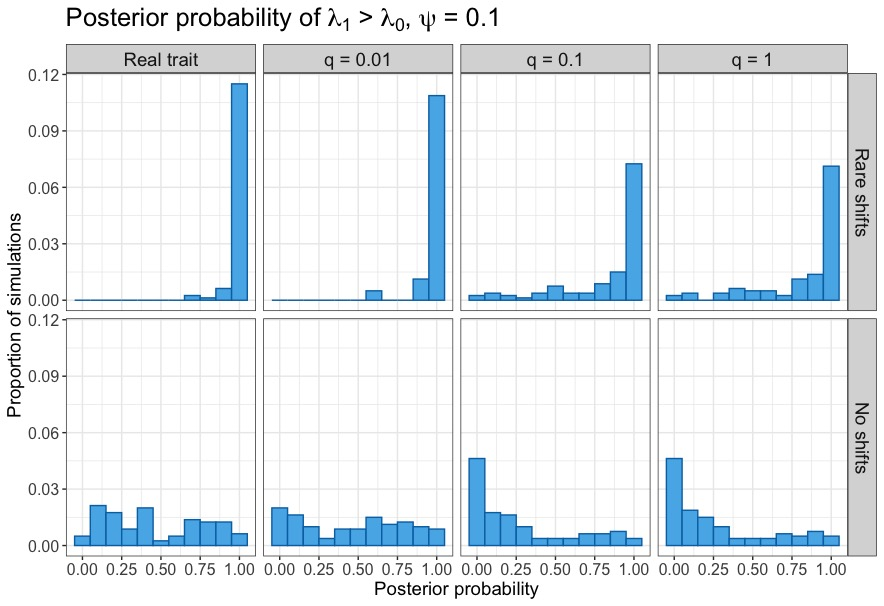 Posterior probability of λ₁ > λ₀, ψ = 0.1
Real trait
q = 0.01
q = 0.1
q = 1
Proportion of simulations
0.12
0.09
0.06
0.03
0.00
Rare shifts
0.12
0.09
0.06
0.03
0.00
No shifts
0.00 0.25 0.50 0.75 1.00
0.00 0.25 0.50 0.75 1.00
0.00 0.25 0.50 0.75 1.00
0.00 0.25 0.50 0.75 1.00
Posterior probability